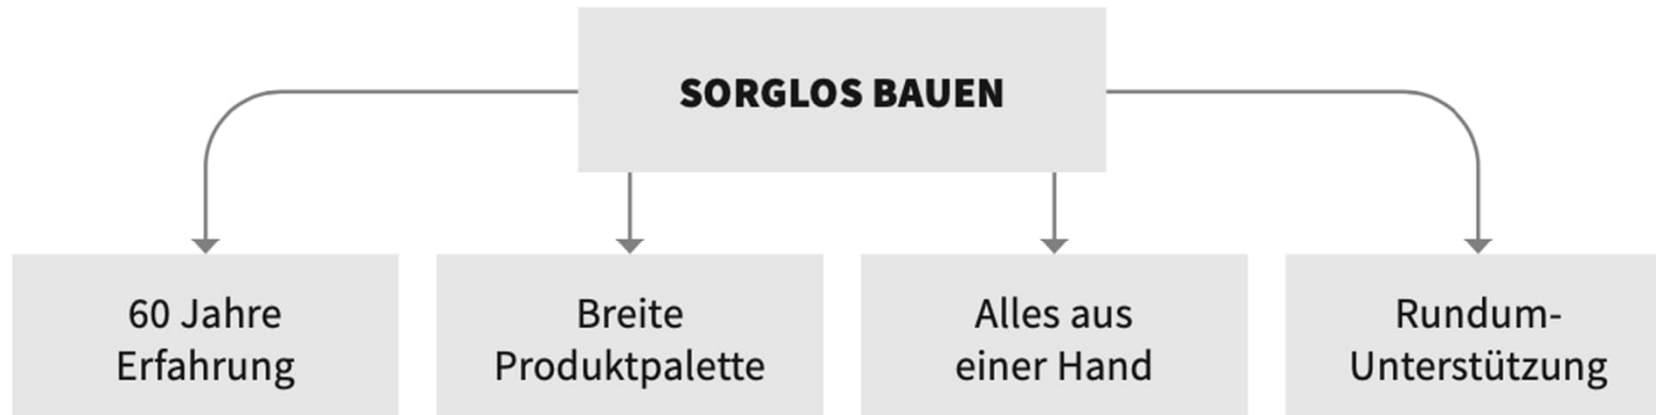 SORGLOS BAUEN
60 Jahre
Erfahrung
Breite
Produktpalette
Alles aus
einer Hand
Rundum-
Unterstützung